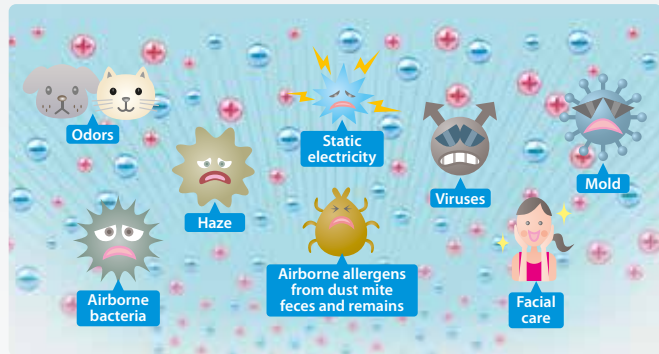 Odors
Static
electricity
Viruses
Mold
Haze
Airborne
bacteria
Airborne allergens
from dust mite
feces and remains
Facial
care